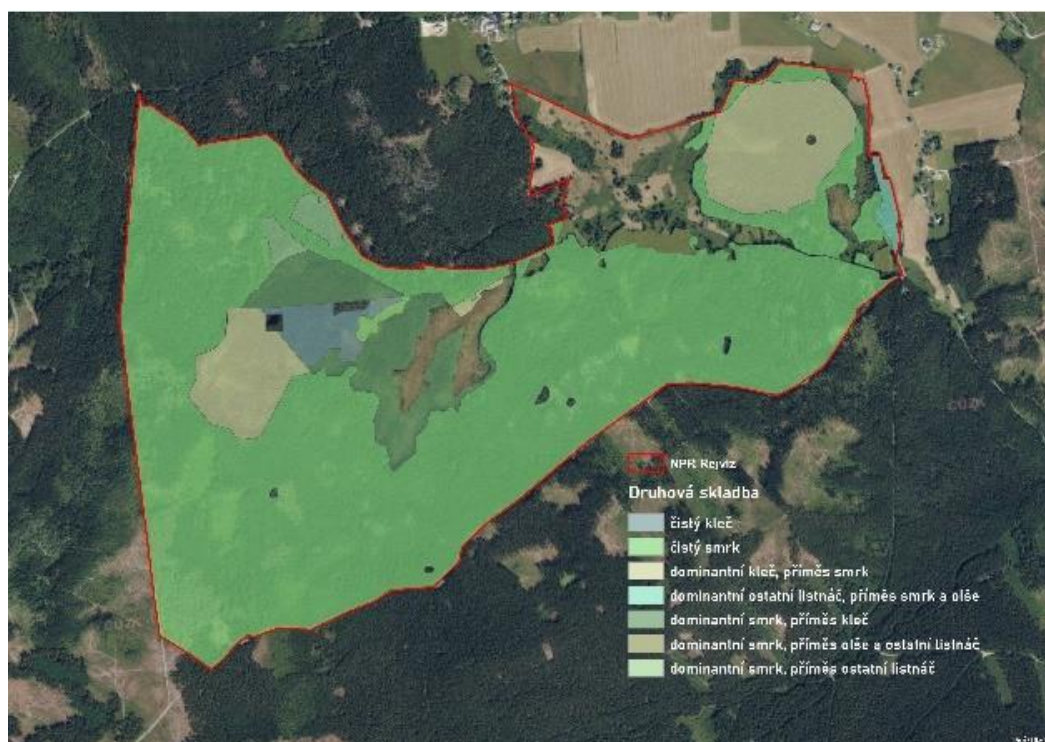 NPR Rejvíz
Druhová skladba
čistý kleč
čistý smrk
dominantní kleč, příměs smrk
dominantní ostatní listnáč, příměs smrk a olše
dominantní smrk, příměs kleč
dominantní smrk, příměs olše a ostatní listnáč
dominantní smrk, příměs ostatní listnáč